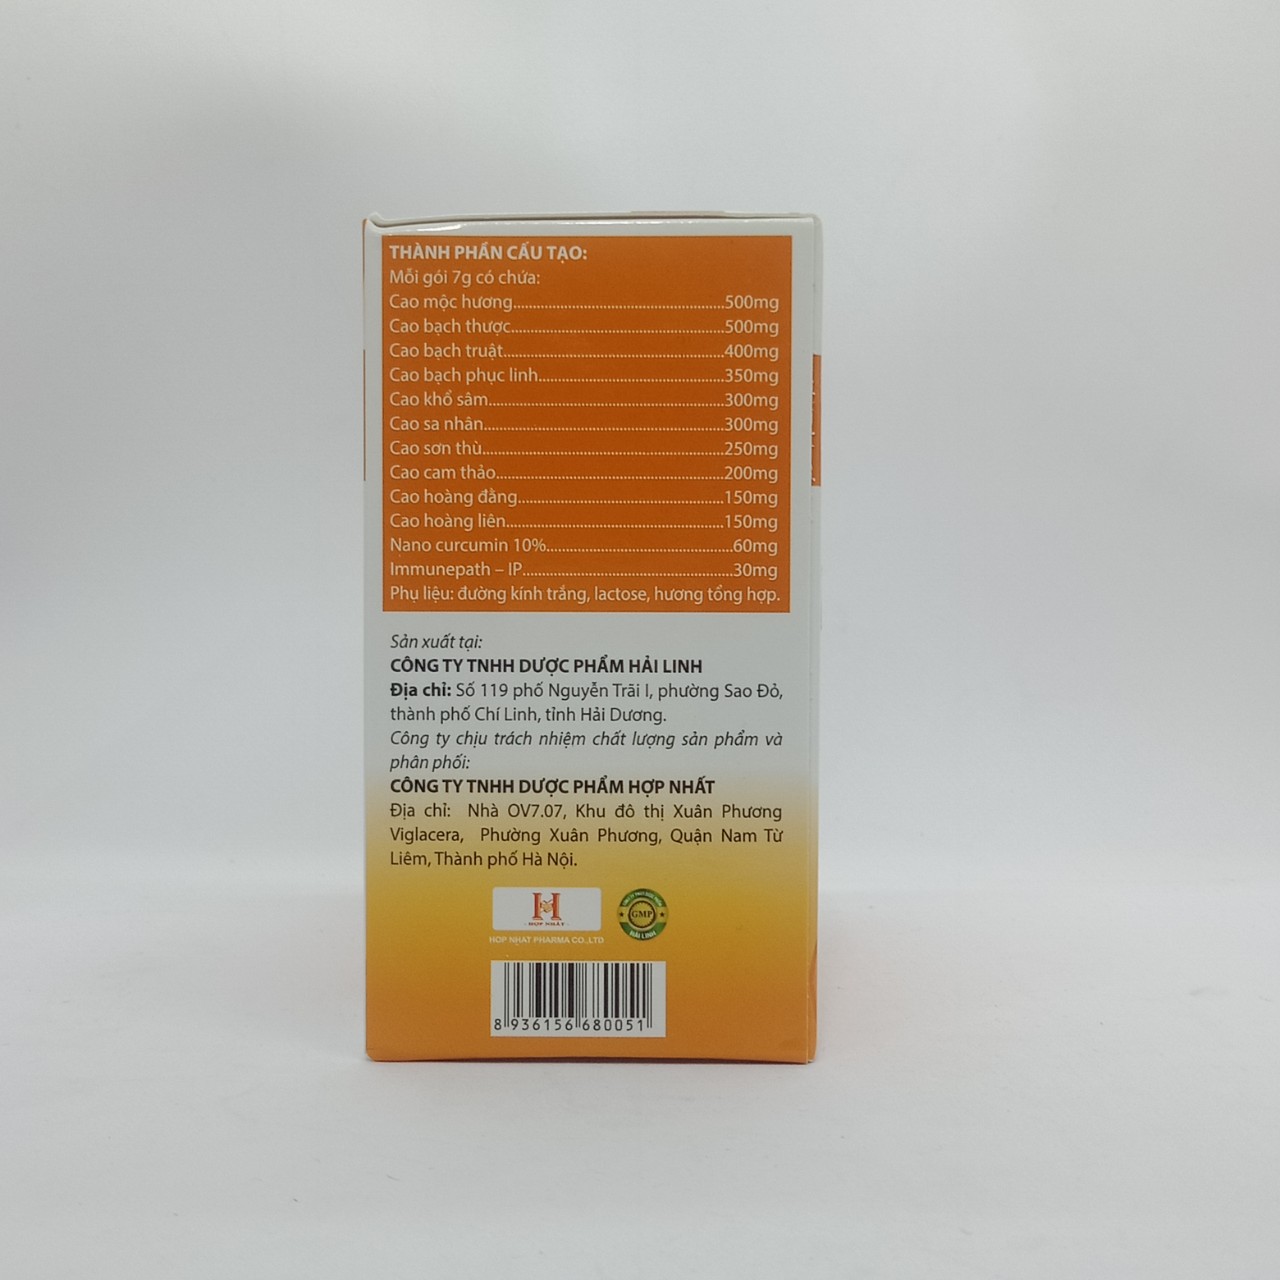 THÀNH PHẦN CẤU TẠO:
Mỗi gói 7g có chứa:
Cao mộc hương..........500mg
Cao bạch thược..........500mg
Cao bạch truật..........400mg
Cao bạch phục linh..........350mg
Cao khổ sâm..........300mg
Cao sa nhân..........300mg
Cao sơn thù..........250mg
Cao cam thảo..........200mg
Cao hoàng đằng..........150mg
Cao hoàng liên..........150mg
Nano curcumin 10%..........60mg
Immunepath – IP..........30mg
Phụ liệu: đường kính trắng, lactose, hương tổng hợp.
Sản xuất tại:
CÔNG TY TNHH DƯỢC PHẨM HẢI LINH
Địa chỉ: Số 119 phố Nguyễn Trãi I, phường Sao Đỏ,
thành phố Chí Linh, tỉnh Hải Dương.
Công ty chịu trách nhiệm chất lượng sản phẩm và
phân phối:
CÔNG TY TNHH DƯỢC PHẨM HỢP NHẤT
Địa chỉ: Nhà OV7.07, Khu đô thị Xuân Phương
Viglacera, Phường Xuân Phương, Quận Nam Từ
Liêm, Thành phố Hà Nội.
HỢP NHẤT
GMP
HẢI LINH
HOP NHAT PHARMA CO.,LTD
8 936156 680051